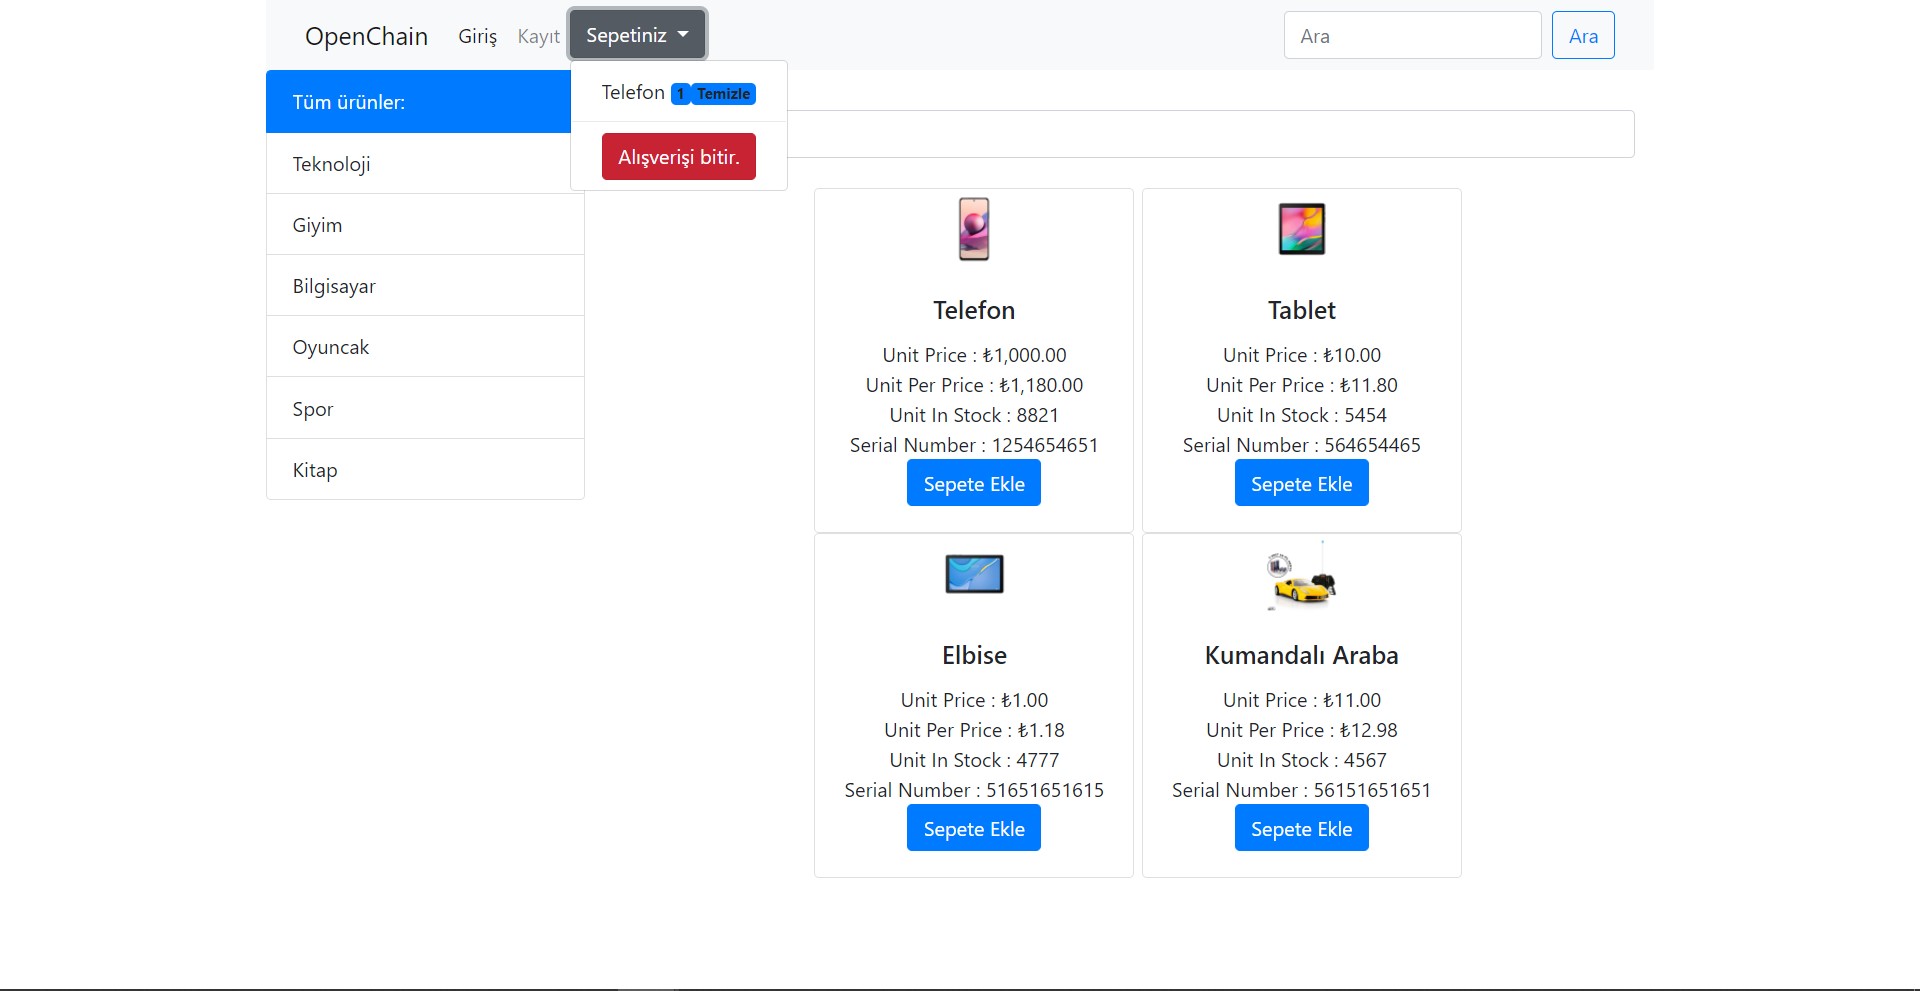 OpenChain Giriş Kayıt Sepetiniz Ara Ara
Telefon 1 Temizle
Alışverişi bitir.
Tüm ürünler:
Teknoloji
Giyim
Bilgisayar
Oyuncak
Spor
Kitap
Telefon
Unit Price : ₺1,000.00
Unit Per Price : ₺1,180.00
Unit In Stock : 8821
Serial Number : 1254654651
Sepete Ekle
Tablet
Unit Price : ₺10.00
Unit Per Price : ₺11.80
Unit In Stock : 5454
Serial Number : 564654465
Sepete Ekle
Elbise
Unit Price : ₺1.00
Unit Per Price : ₺1.18
Unit In Stock : 4777
Serial Number : 51651651615
Sepete Ekle
Kumandalı Araba
Unit Price : ₺11.00
Unit Per Price : ₺12.98
Unit In Stock : 4567
Serial Number : 56151651651
Sepete Ekle